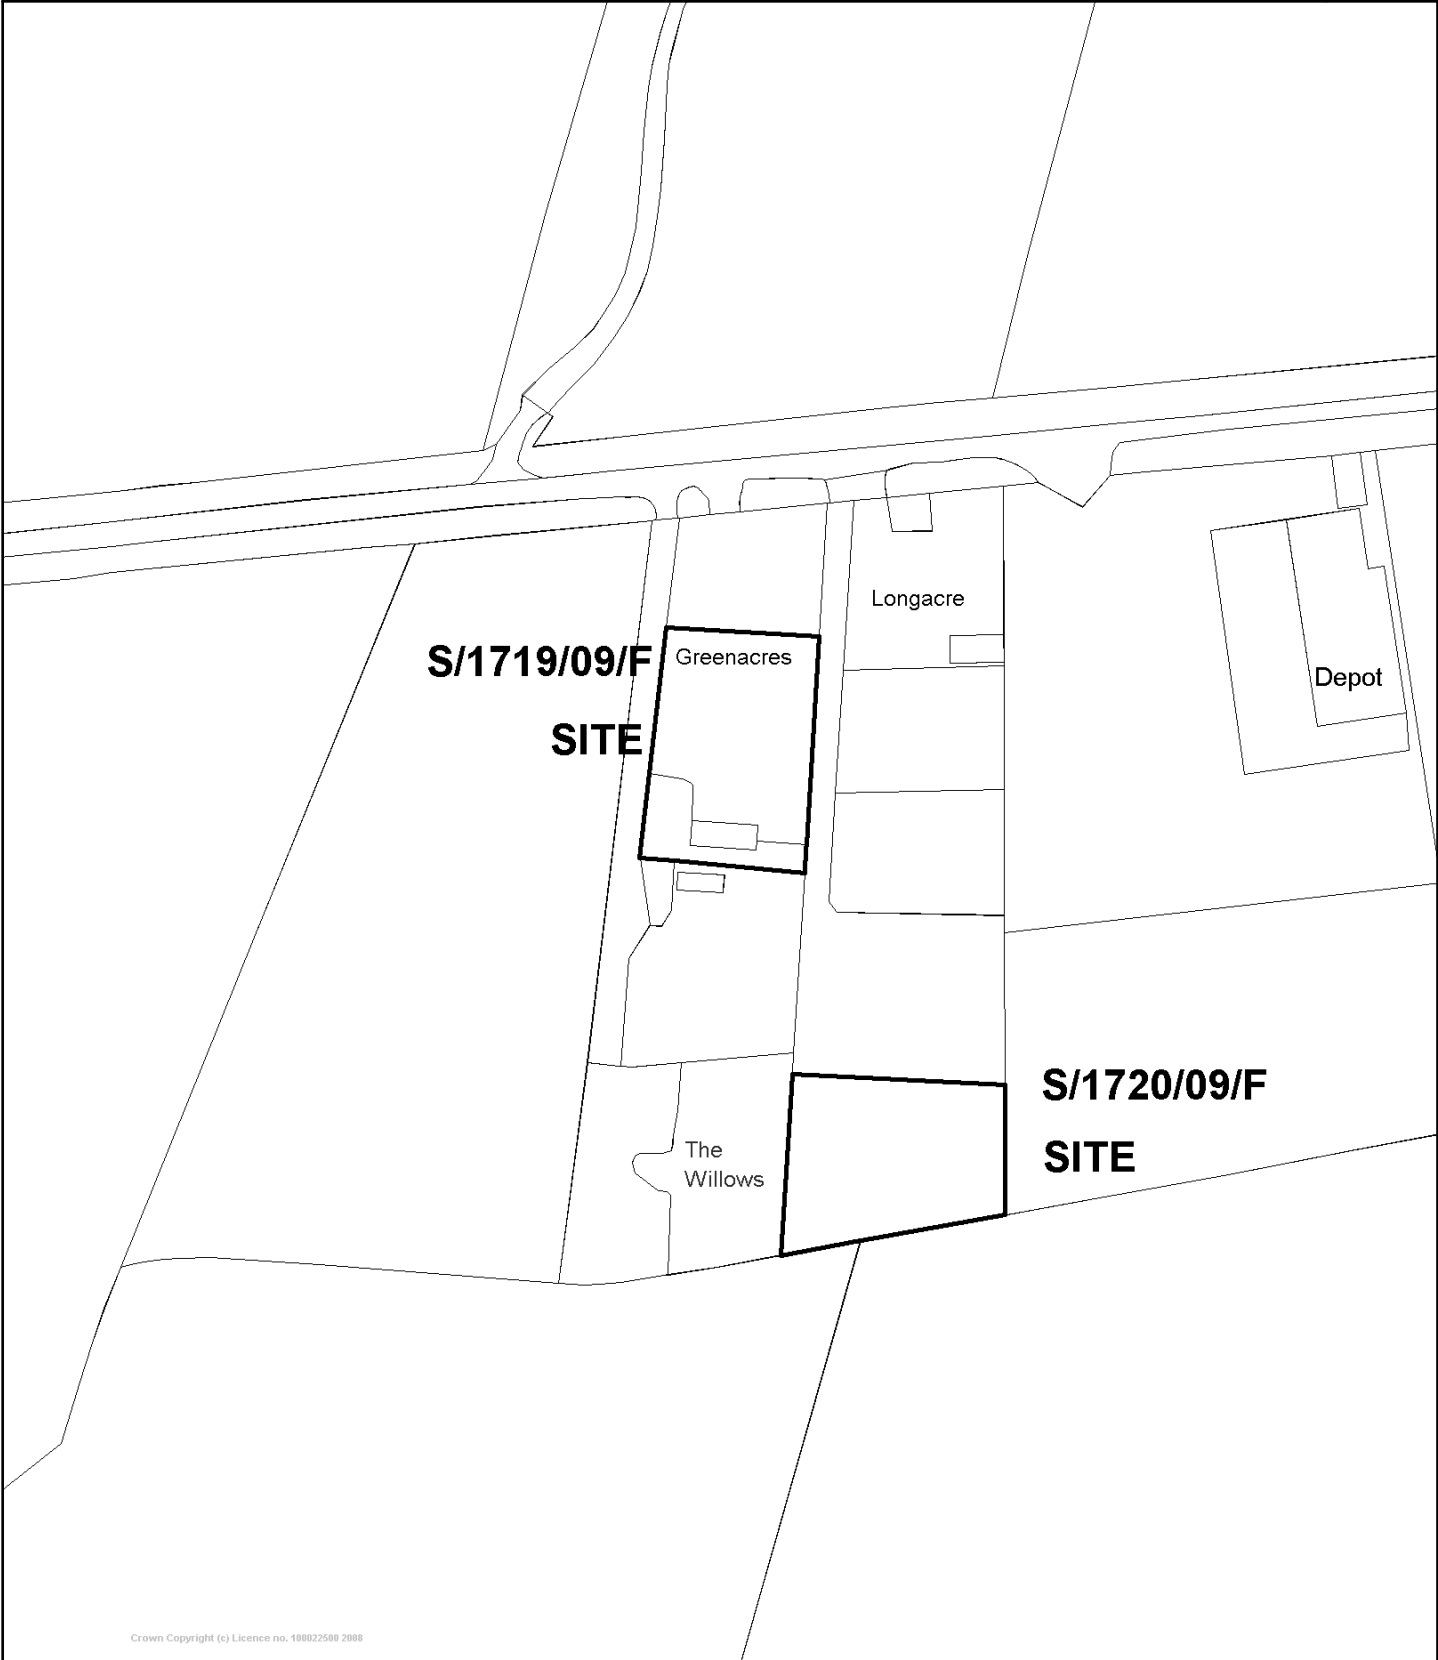 Longacre
S/1719/09/F
Greenacres
SITE
Depot
S/1720/09/F
The
Willows
SITE
Crown Copyright (c) Licence no. 100022500 2008